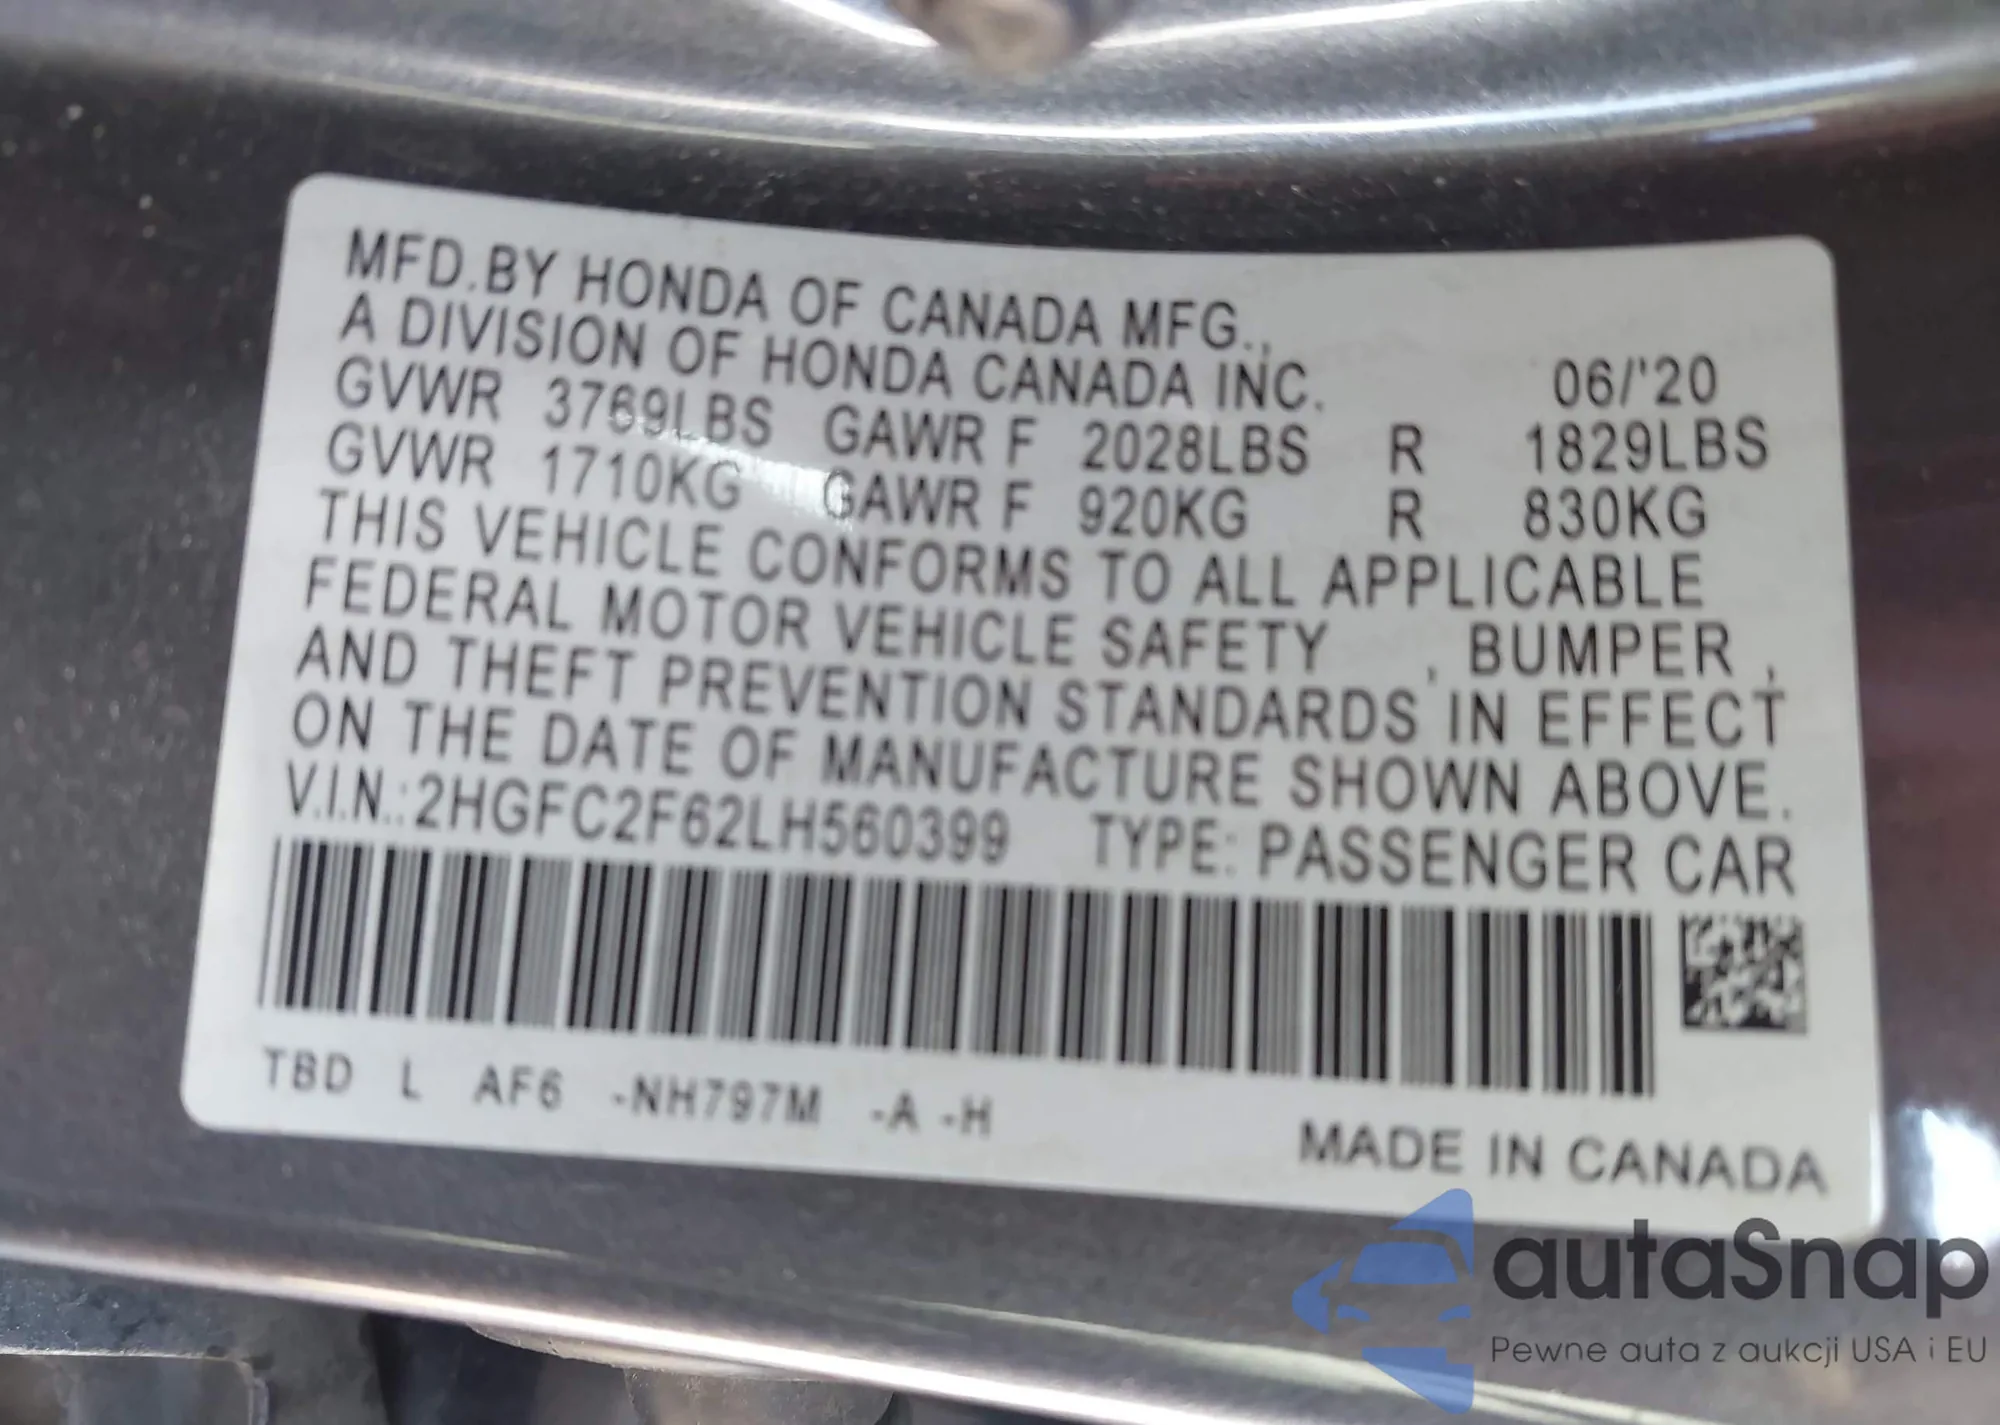 MFD.BY HONDA OF CANADA MFG.,
A DIVISION OF HONDA CANADA INC. 06/'20
GVWR 3769LBS GAWR F 2028LBS R 1829LBS
GVWR 1710KG GAWR F 920KG R 830KG
THIS VEHICLE CONFORMS TO ALL APPLICABLE
FEDERAL MOTOR VEHICLE SAFETY , BUMPER ,
AND THEFT PREVENTION STANDARDS IN EFFECT
ON THE DATE OF MANUFACTURE SHOWN ABOVE.
V.I.N.:2HGFC2F62LH560399 TYPE: PASSENGER CAR
TBD L AF6 -NH797M -A -H
MADE IN CANADA
autaSnap
Pewne auta z aukcji USA i EU